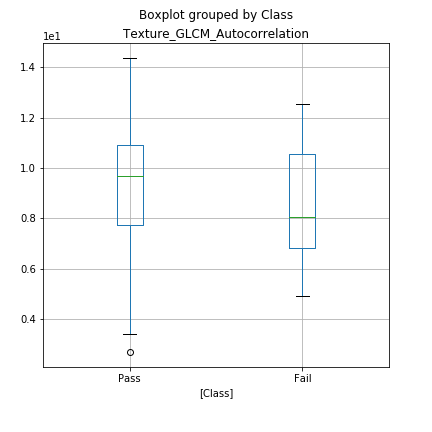 Boxplot grouped by Class
Texture_GLCM_Autocorrelation
1e1
1.4
1.2
1.0
0.8
0.6
0.4
Pass
Fail
[Class]